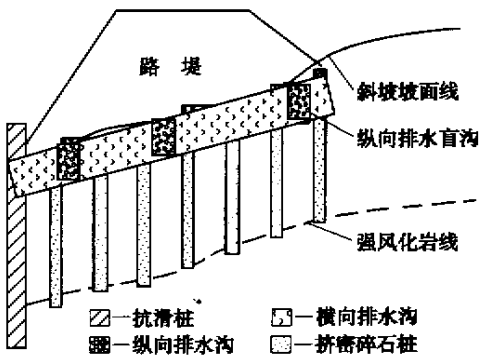 路 堤
斜坡坡面线
纵向排水盲沟
强风化岩线
—抗滑桩
—横向排水沟
—纵向排水沟
—挤密碎石桩